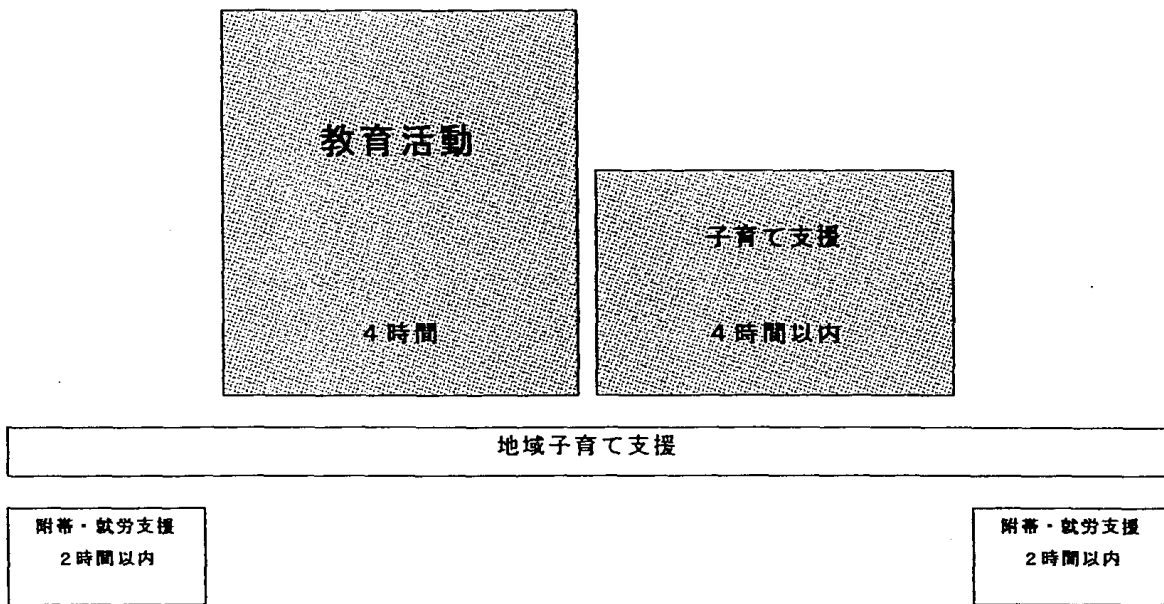 教育活動
４時間
子育て支援
４時間以内
地域子育て支援
附帯・就労支援
２時間以内
附帯・就労支援
２時間以内